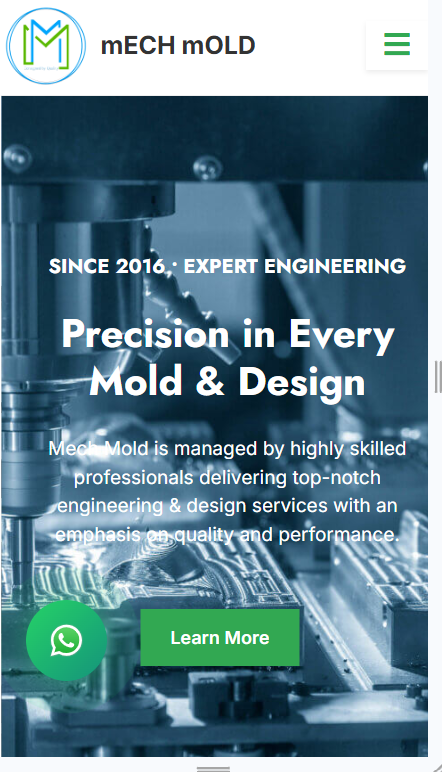 mECH mOLD
SINCE 2016 · EXPERT ENGINEERING
Precision in Every
Mold & Design
Mech Mold is managed by highly skilled
professionals delivering top-notch
engineering & design services with an
emphasis on quality and performance.
Learn More